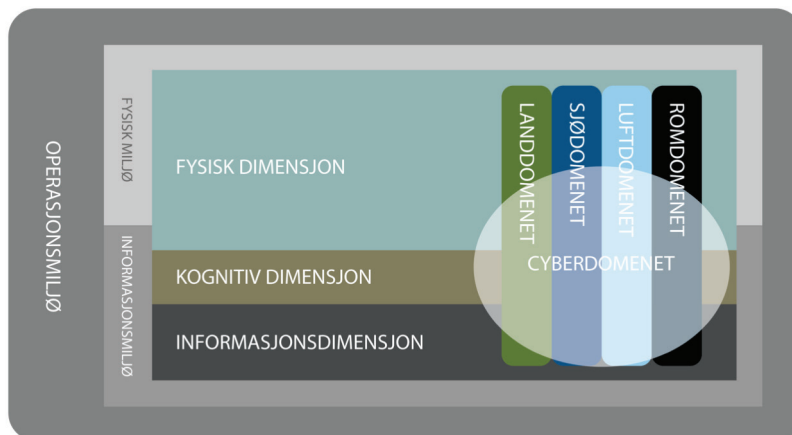 OPERASJONSMILJØ
FYSISK MILJØ
INFORMASJONSMILJØ
FYSISK DIMENSJON
KOGNITIV DIMENSJON
INFORMASJONSDIMENSJON
LANDDOMENET
SJØDOMENET
LUFTDOMENET
ROMDOMENET
CYBERDOMENET